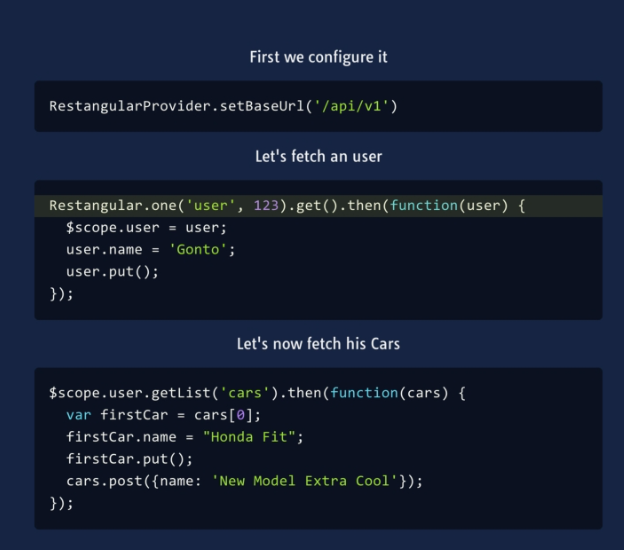 First we configure it
RestangularProvider.setBaseUrl('/api/v1')
Let's fetch an user
Restangular.one('user', 123).get().then(function(user) {
  $scope.user = user;
  user.name = 'Gonto';
  user.put();
});
Let's now fetch his Cars
$scope.user.getList('cars').then(function(cars) {
  var firstCar = cars[0];
  firstCar.name = "Honda Fit";
  firstCar.put();
  cars.post({name: 'New Model Extra Cool'});
});